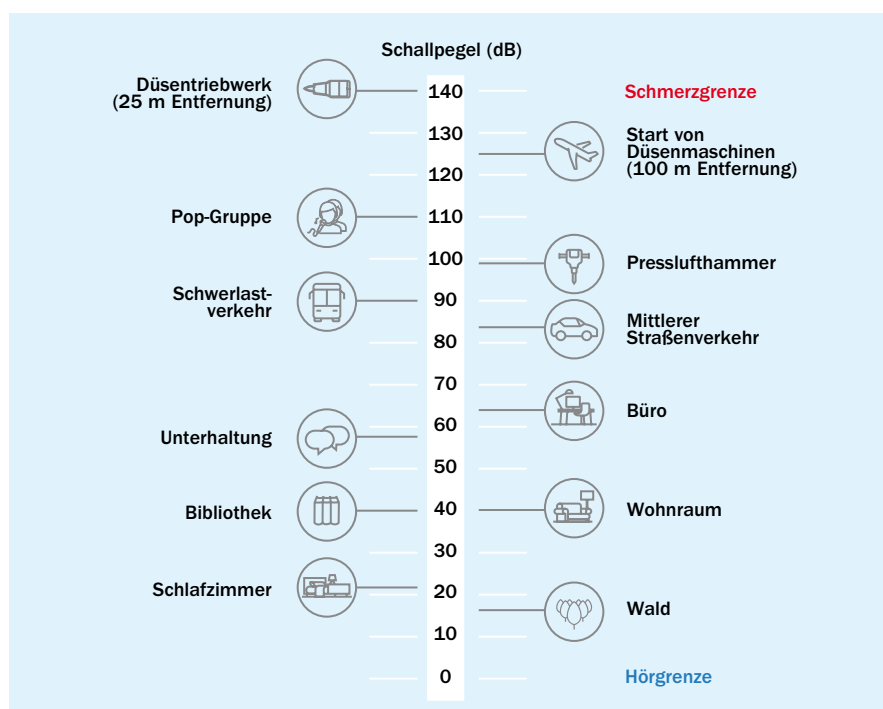 Schallpegel (dB)
Düsentriebwerk
(25 m Entfernung)
140
Schmerzgrenze
130
Start von
Düsenmaschinen
(100 m Entfernung)
120
Pop-Gruppe
110
100
Presslufthammer
Schwerlast-
verkehr
90
Mittlerer
Straßenverkehr
80
70
Büro
60
Unterhaltung
50
Bibliothek
40
Wohnraum
30
Schlafzimmer
20
Wald
10
0
Hörgrenze